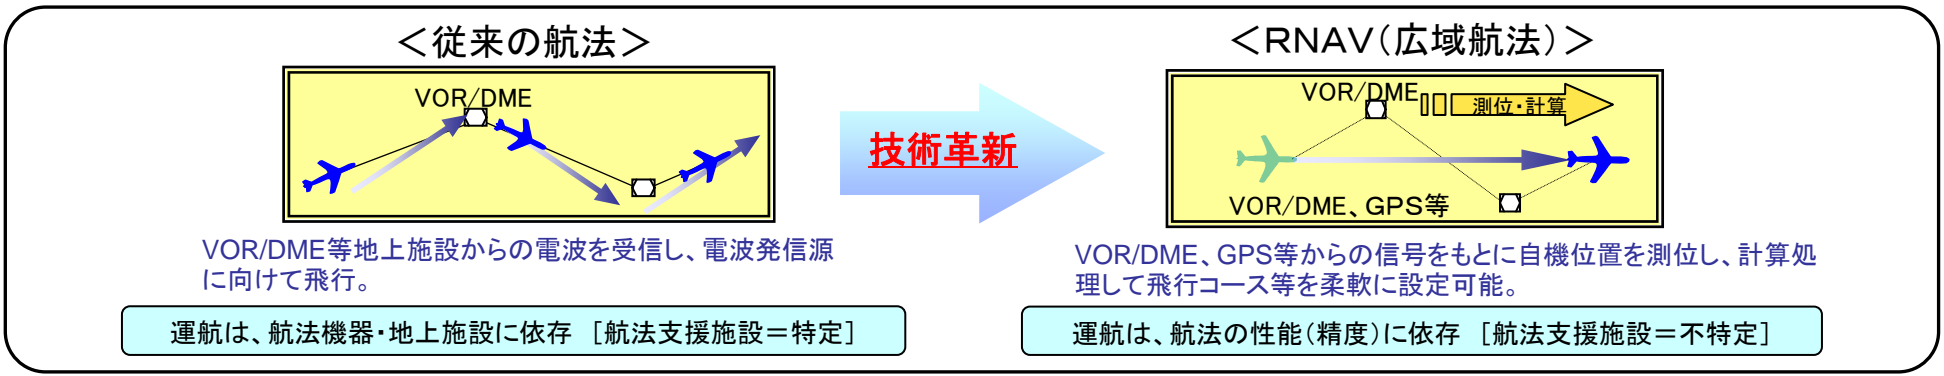 ＜従来の航法＞
VOR/DME
VOR/DME等地上施設からの電波を受信し、電波発信源
に向けて飛行。
運航は、航法機器・地上施設に依存　［航法支援施設＝特定］
技術革新
＜RNAV（広域航法）＞
VOR/DME
測位・計算
VOR/DME、GPS等
VOR/DME、GPS等からの信号をもとに自機位置を測位し、計算処
理して飛行コース等を柔軟に設定可能。
運航は、航法の性能（精度）に依存　［航法支援施設＝不特定］